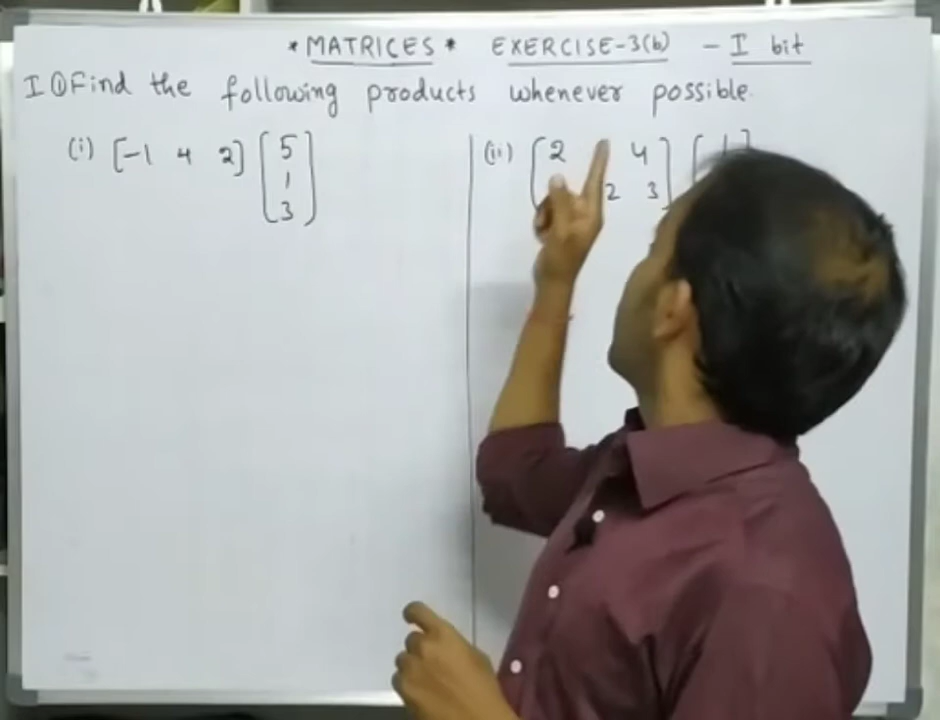 *MATRICES* EXERCISE-3(b) - I bit
I ① Find the following products whenever possible.
(i) [-1 4 2] [5
1
3]
(ii) [2 4] [1]
2 3